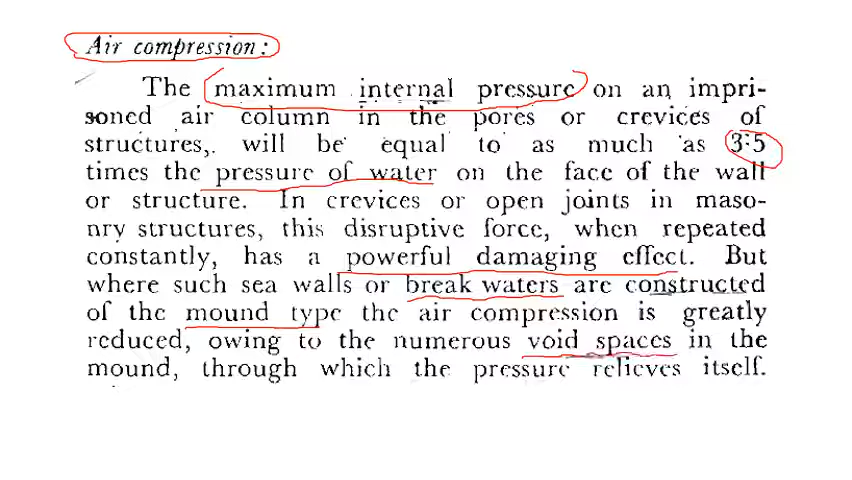 Air compression :
The maximum internal pressure on an impri-
soned air column in the pores or crevices of
structures, will be equal to as much as 3·5
times the pressure of water on the face of the wall
or structure. In crevices or open joints in maso-
nry structures, this disruptive force, when repeated
constantly, has a powerful damaging effect. But
where such sea walls or break waters are constructed
of the mound type the air compression is greatly
reduced, owing to the numerous void spaces in the
mound, through which the pressure relieves itself.